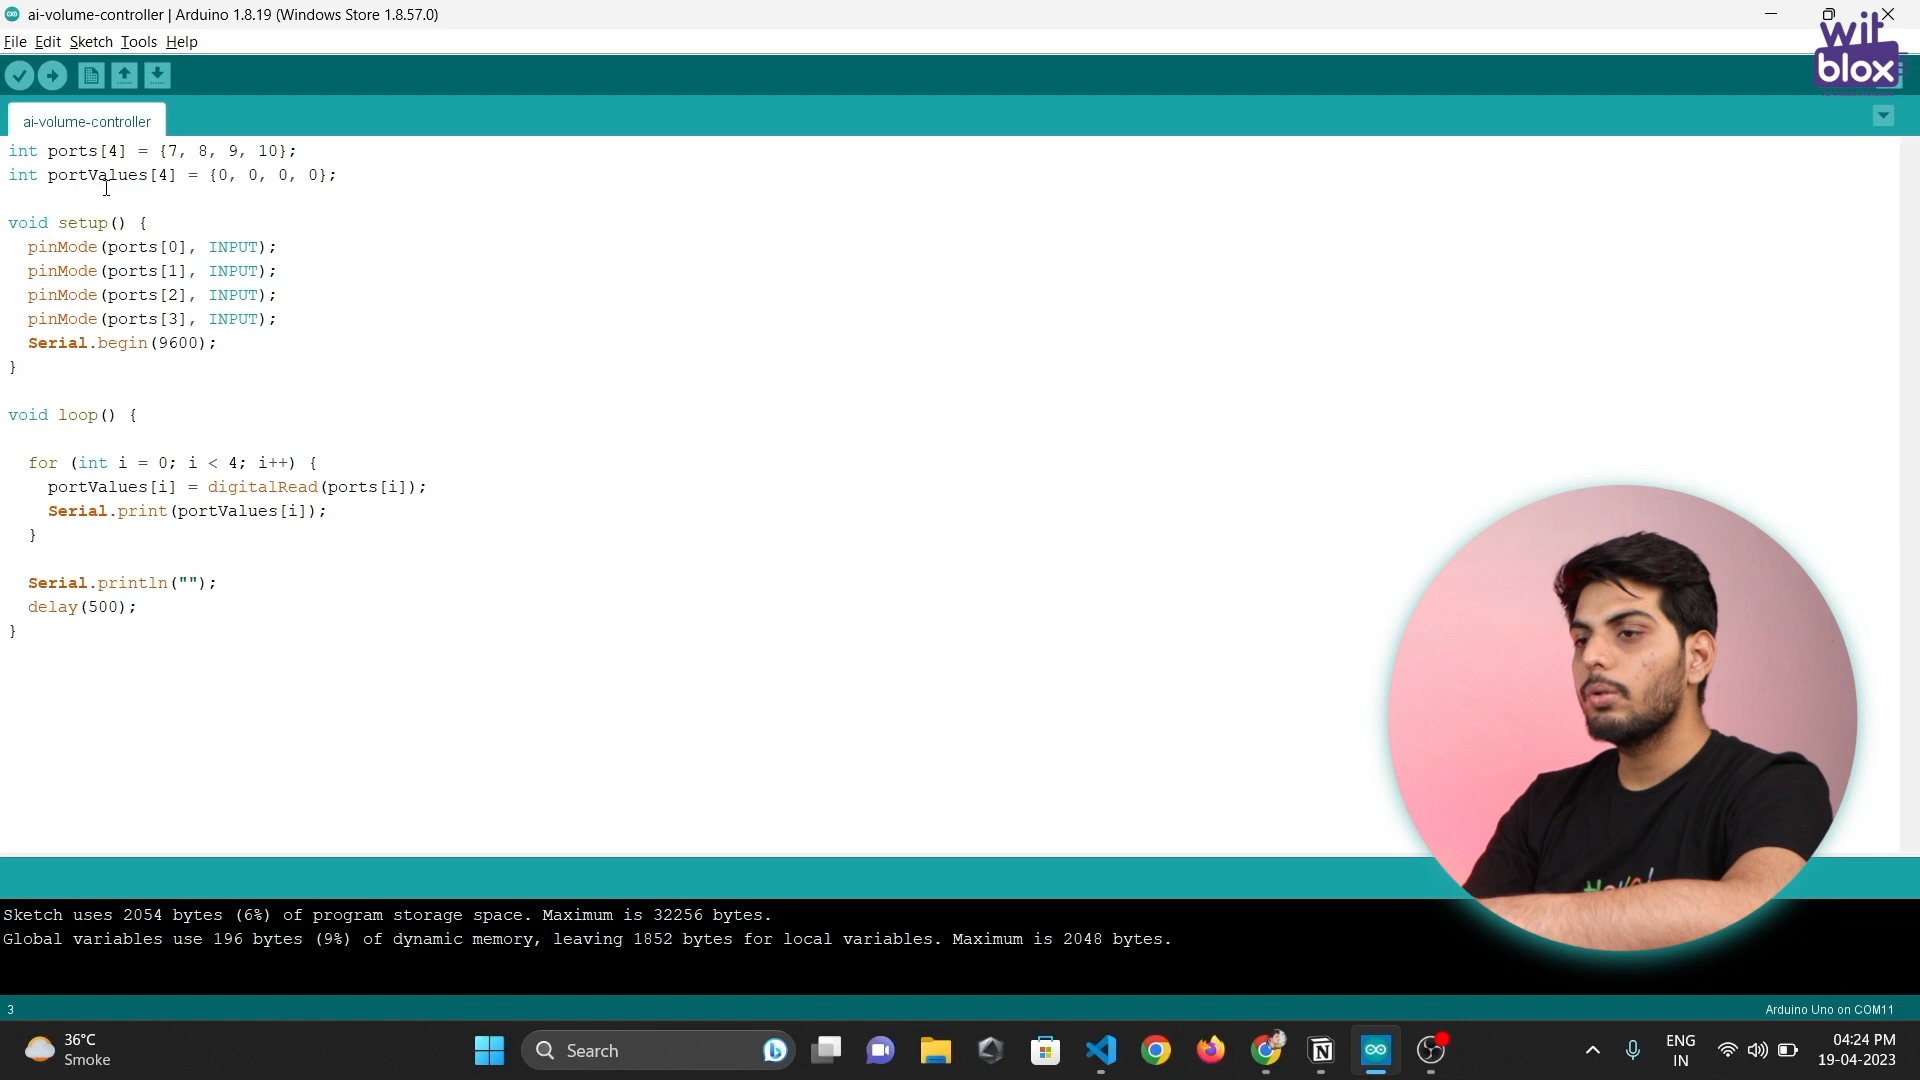 ai-volume-controller | Arduino 1.8.19 (Windows Store 1.8.57.0)
wit
blox
File Edit Sketch Tools Help
ai-volume-controller
int ports[4] = {7, 8, 9, 10};
int portValues[4] = {0, 0, 0, 0};
void setup() {
pinMode(ports[0], INPUT);
pinMode(ports[1], INPUT);
pinMode(ports[2], INPUT);
pinMode(ports[3], INPUT);
Serial.begin(9600);
}
void loop() {
for (int i = 0; i < 4; i++) {
portValues[i] = digitalRead(ports[i]);
Serial.print(portValues[i]);
}
Serial.println("");
delay(500);
}
Sketch uses 2054 bytes (6%) of program storage space. Maximum is 32256 bytes.
Global variables use 196 bytes (9%) of dynamic memory, leaving 1852 bytes for local variables. Maximum is 2048 bytes.
3
Arduino Uno on COM11
36°C
Smoke
Search
ENG
IN
04:24 PM
19-04-2023